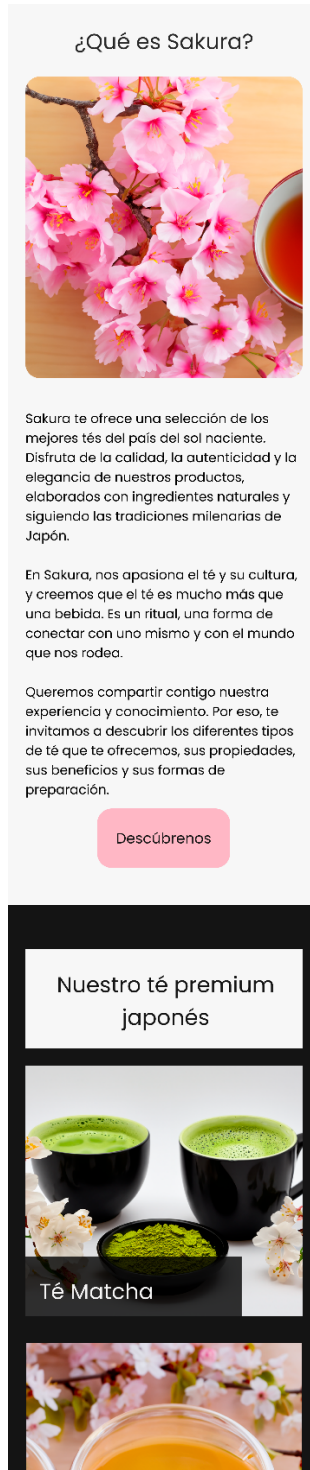 ¿Qué es Sakura?
Sakura te ofrece una selección de los
mejores tés del país del sol naciente.
Disfruta de la calidad, la autenticidad y la
elegancia de nuestros productos,
elaborados con ingredientes naturales y
siguiendo las tradiciones milenarias de
Japón.
En Sakura, nos apasiona el té y su cultura,
y creemos que el té es mucho más que
una bebida. Es un ritual, una forma de
conectar con uno mismo y con el mundo
que nos rodea.
Queremos compartir contigo nuestra
experiencia y conocimiento. Por eso, te
invitamos a descubrir los diferentes tipos
de té que te ofrecemos, sus propiedades,
sus beneficios y sus formas de
preparación.
Descúbrenos
Nuestro té premium
japonés
Té Matcha